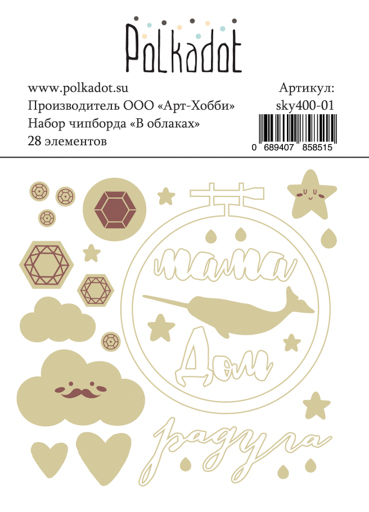 Polkadot
www.polkadot.su
Производитель ООО «Арт-Хобби»
Набор чипборда «В облаках»
28 элементов
Артикул:
sky400-01
0 689407 858515
мама
Дом
радуга